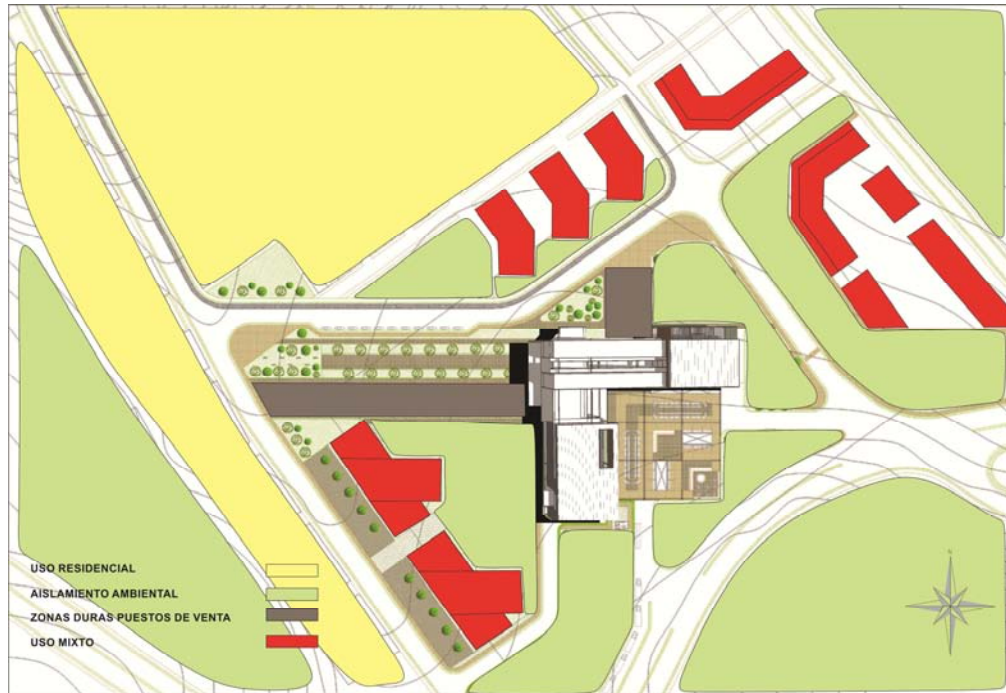 USO RESIDENCIAL
AISLAMIENTO AMBIENTAL
ZONAS DURAS PUESTOS DE VENTA
USO MIXTO